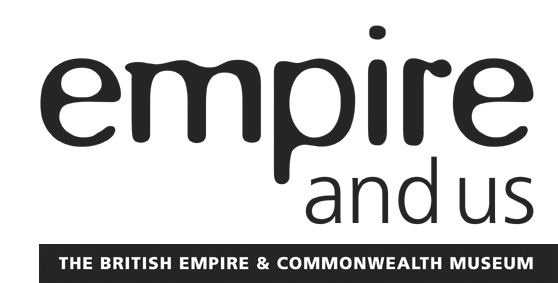 empire
and us
THE BRITISH EMPIRE & COMMONWEALTH MUSEUM